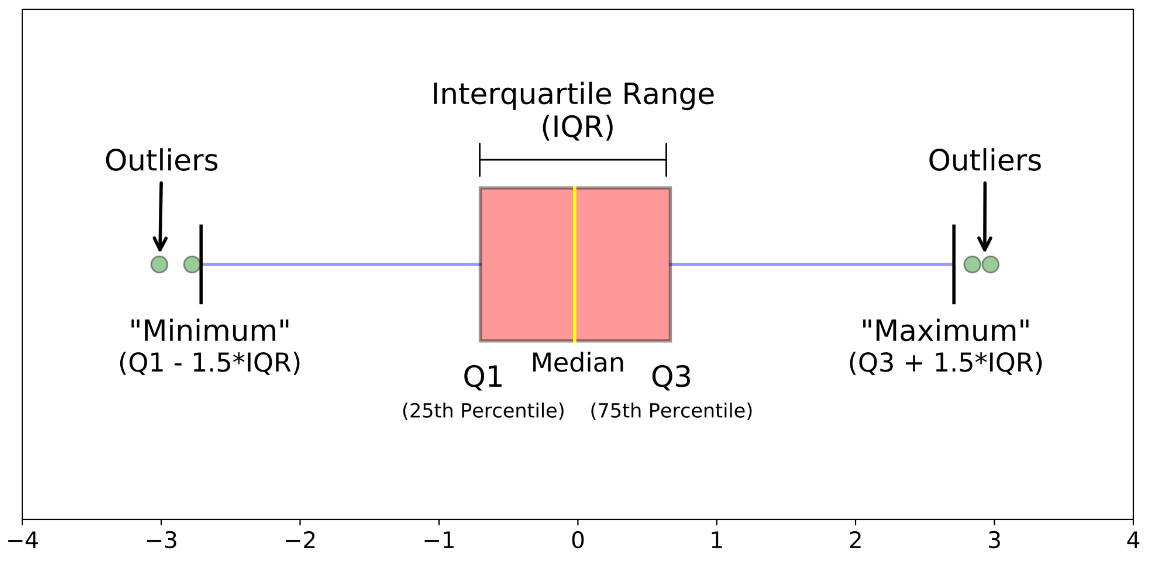 Interquartile Range
(IQR)
Outliers
Outliers
"Minimum"
(Q1 - 1.5*IQR)
"Maximum"
(Q3 + 1.5*IQR)
Median
Q1
Q3
(25th Percentile)
(75th Percentile)
−4 −3 −2 −1 0 1 2 3 4